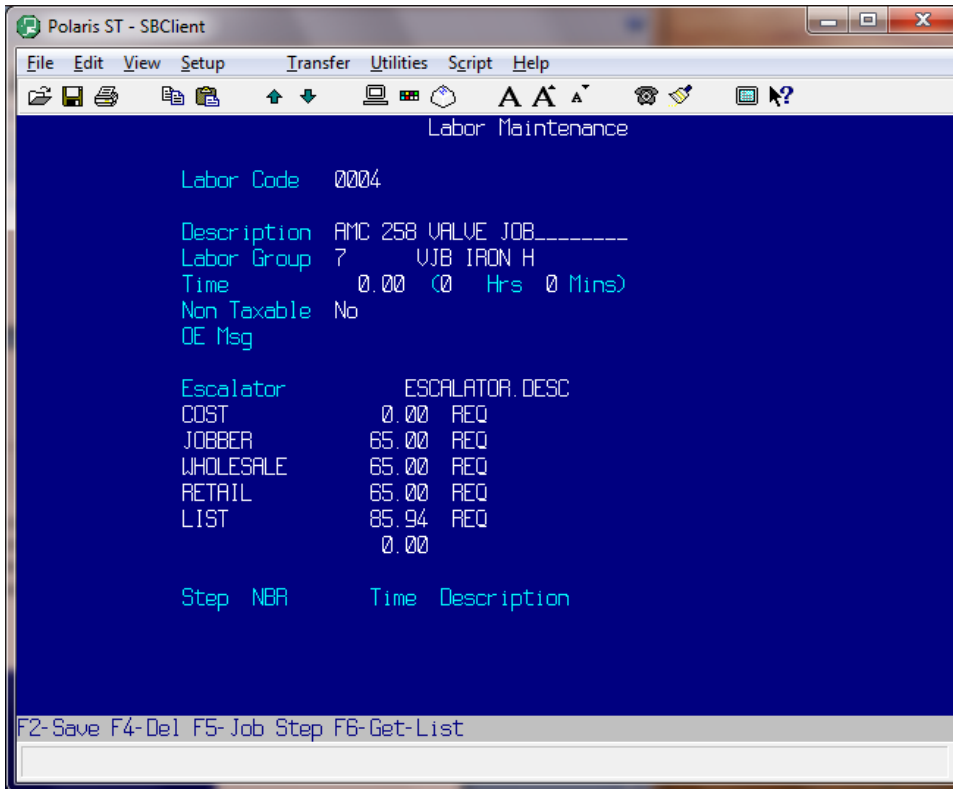 Polaris ST - SBClient
File Edit View Setup Transfer Utilities Script Help
Labor Maintenance
Labor Code 0004
Description AMC 258 VALVE JOB________
Labor Group 7 VJB IRON H
Time 0.00 (0 Hrs 0 Mins)
Non Taxable No
OE Msg
Escalator ESCALATOR.DESC
COST 0.00 REQ
JOBBER 65.00 REQ
WHOLESALE 65.00 REQ
RETAIL 65.00 REQ
LIST 85.94 REQ
0.00
Step NBR Time Description
F2-Save F4-Del F5-Job Step F6-Get-List